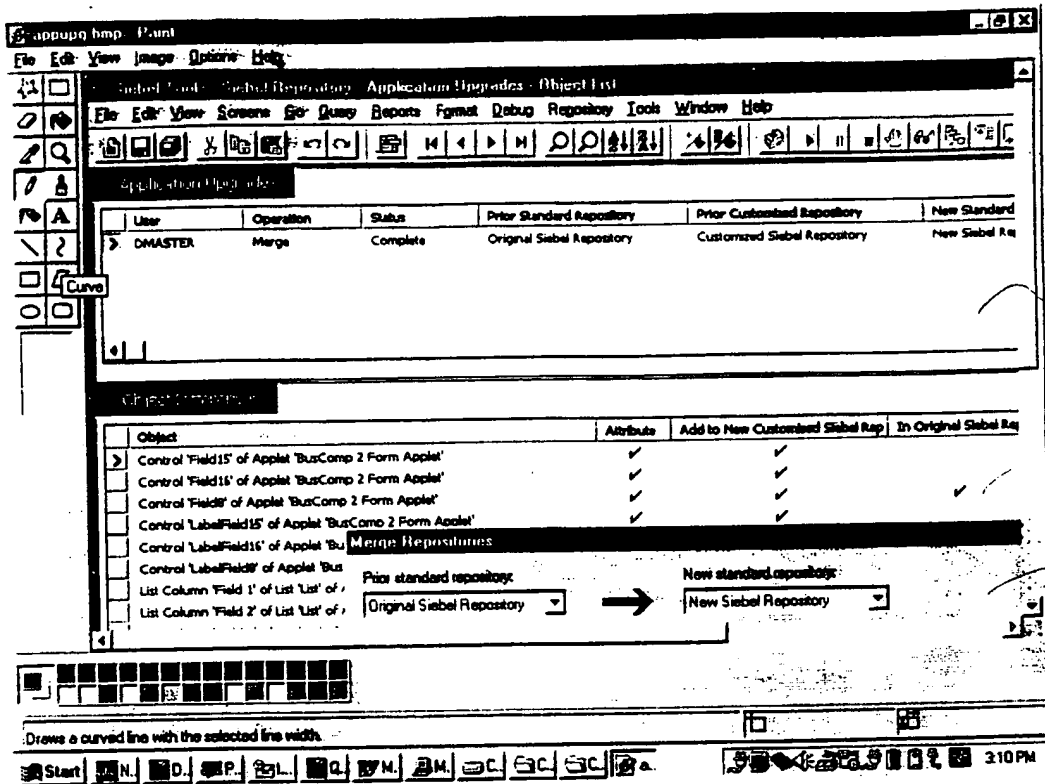 appupg.bmp - Paint
File Edit View Image Options Help
Siebel Repository - Application Upgrades - Object List
File Edit View Screens Go Query Reports Format Debug Repository Tools Window Help
Application Upgrades
User Operation Status Prior Standard Repository Prior Customized Repository New Standard
DMASTER Merge Complete Original Siebel Repository Customized Siebel Repository New Siebel Rep
Curve
Object Differences
Object Attribute Add to New Customized Siebel Rep In Original Siebel Rep
Control 'Field15' of Applet 'BusComp 2 Form Applet'
Control 'Field16' of Applet 'BusComp 2 Form Applet'
Control 'Field8' of Applet 'BusComp 2 Form Applet'
Control 'LabelField15' of Applet 'BusComp 2 Form Applet'
Control 'LabelField16' of Applet 'Bu
Control 'LabelField8' of Applet 'Bus
List Column 'Field 1' of List 'List' of
List Column 'Field 2' of List 'List' of
Merge Repositories
Prior standard repository: New standard repository:
Original Siebel Repository New Siebel Repository
Draws a curved line with the selected line width.
Start N.. D.. P.. L.. Q.. M.. M.. C.. C.. C.. a.. 3:10 PM